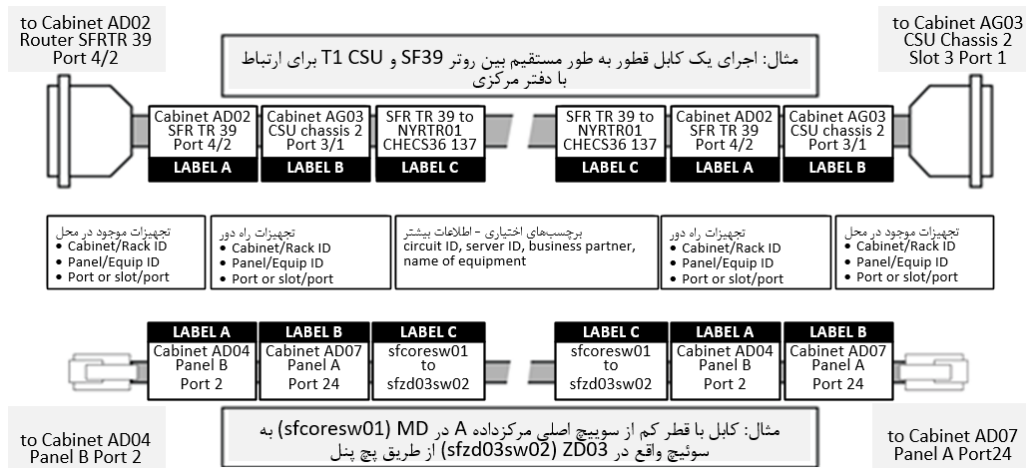 to Cabinet AD02
Router SFRTR 39
Port 4/2
to Cabinet AG03
CSU Chassis 2
Slot 3 Port 1
مثال: اجرای یک کابل قطور به طور مستقیم بین روتر SF39 و T1 CSU برای ارتباط
با دفتر مرکزی
Cabinet AD02
SFR TR 39
Port 4/2
LABEL A
Cabinet AG03
CSU chassis 2
Port 3/1
LABEL B
SFR TR 39 to
NYRTR01
CHECS36 137
LABEL C
SFR TR 39 to
NYRTR01
CHECS36 137
LABEL C
Cabinet AD02
SFR TR 39
Port 4/2
LABEL A
Cabinet AG03
CSU chassis 2
Port 3/1
LABEL B
تجهیزات موجود در محل
• Cabinet/Rack ID
• Panel/Equip ID
• Port or slot/port
تجهیزات راه دور
• Cabinet/Rack ID
• Panel/Equip ID
• Port or slot/port
برچسب‌های اختیاری - اطلاعات بیشتر
circuit ID, server ID, business partner,
name of equipment
تجهیزات راه دور
• Cabinet/Rack ID
• Panel/Equip ID
• Port or slot/port
تجهیزات موجود در محل
• Cabinet/Rack ID
• Panel/Equip ID
• Port or slot/port
LABEL A
Cabinet AD04
Panel B
Port 2
LABEL B
Cabinet AD07
Panel A
Port 24
LABEL C
sfcoresw01
to
sfzd03sw02
LABEL C
sfcoresw01
to
sfzd03sw02
LABEL A
Cabinet AD04
Panel B
Port 2
LABEL B
Cabinet AD07
Panel A
Port 24
to Cabinet AD04
Panel B Port 2
مثال: کابل با قطر کم از سوییچ اصلی مرکزداده A در MD (sfcoresw01) به
سوئیچ واقع در ZD03 (sfzd03sw02) از طریق پچ پنل
to Cabinet AD07
Panel A Port24